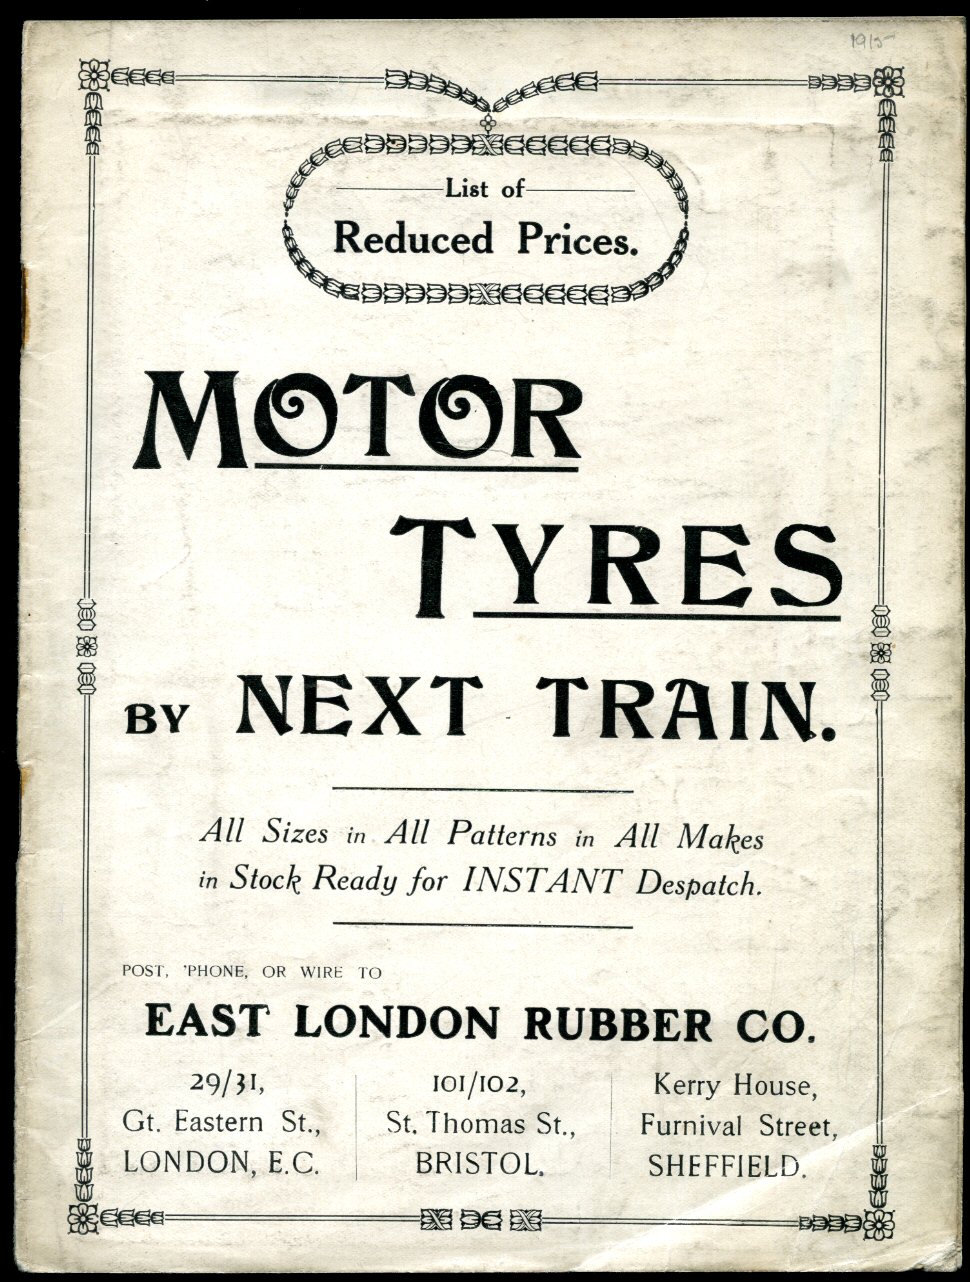 1915
List of
Reduced Prices.
MOTOR
TYRES
BY NEXT TRAIN.
All Sizes in All Patterns in All Makes
in Stock Ready for INSTANT Despatch.
POST, 'PHONE, OR WIRE TO
EAST LONDON RUBBER CO.
29/31,
Gt. Eastern St.,
LONDON, E.C.
101/102,
St. Thomas St.,
BRISTOL.
Kerry House,
Furnival Street,
SHEFFIELD.